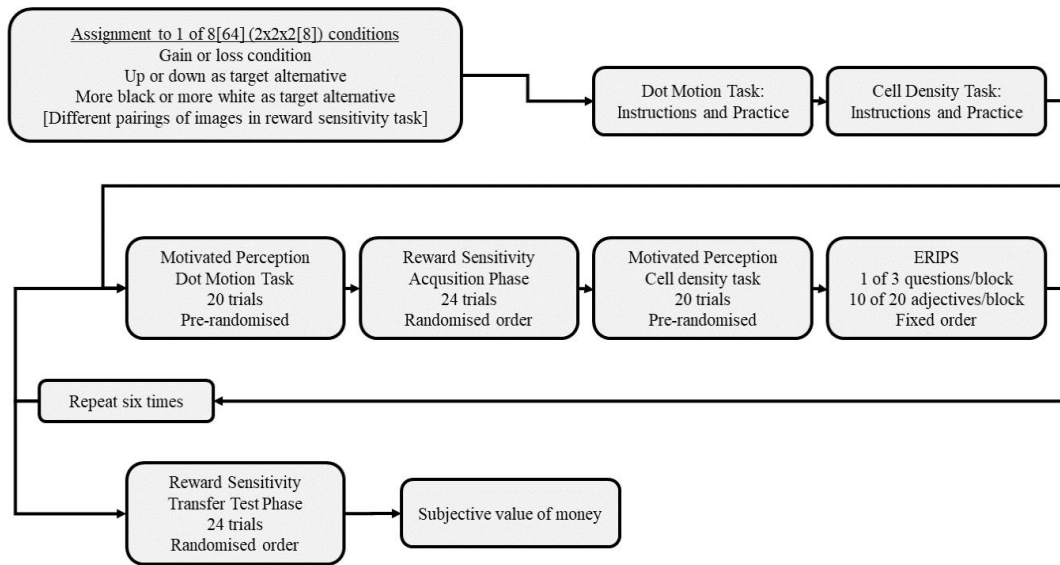 Assignment to 1 of 8[64] (2x2x2[8]) conditions
Gain or loss condition
Up or down as target alternative
More black or more white as target alternative
[Different pairings of images in reward sensitivity task]
Dot Motion Task:
Instructions and Practice
Cell Density Task:
Instructions and Practice
Motivated Perception
Dot Motion Task
20 trials
Pre-randomised
Reward Sensitivity
Acqusition Phase
24 trials
Randomised order
Motivated Perception
Cell density task
20 trials
Pre-randomised
ERIPS
1 of 3 questions/block
10 of 20 adjectives/block
Fixed order
Repeat six times
Reward Sensitivity
Transfer Test Phase
24 trials
Randomised order
Subjective value of money